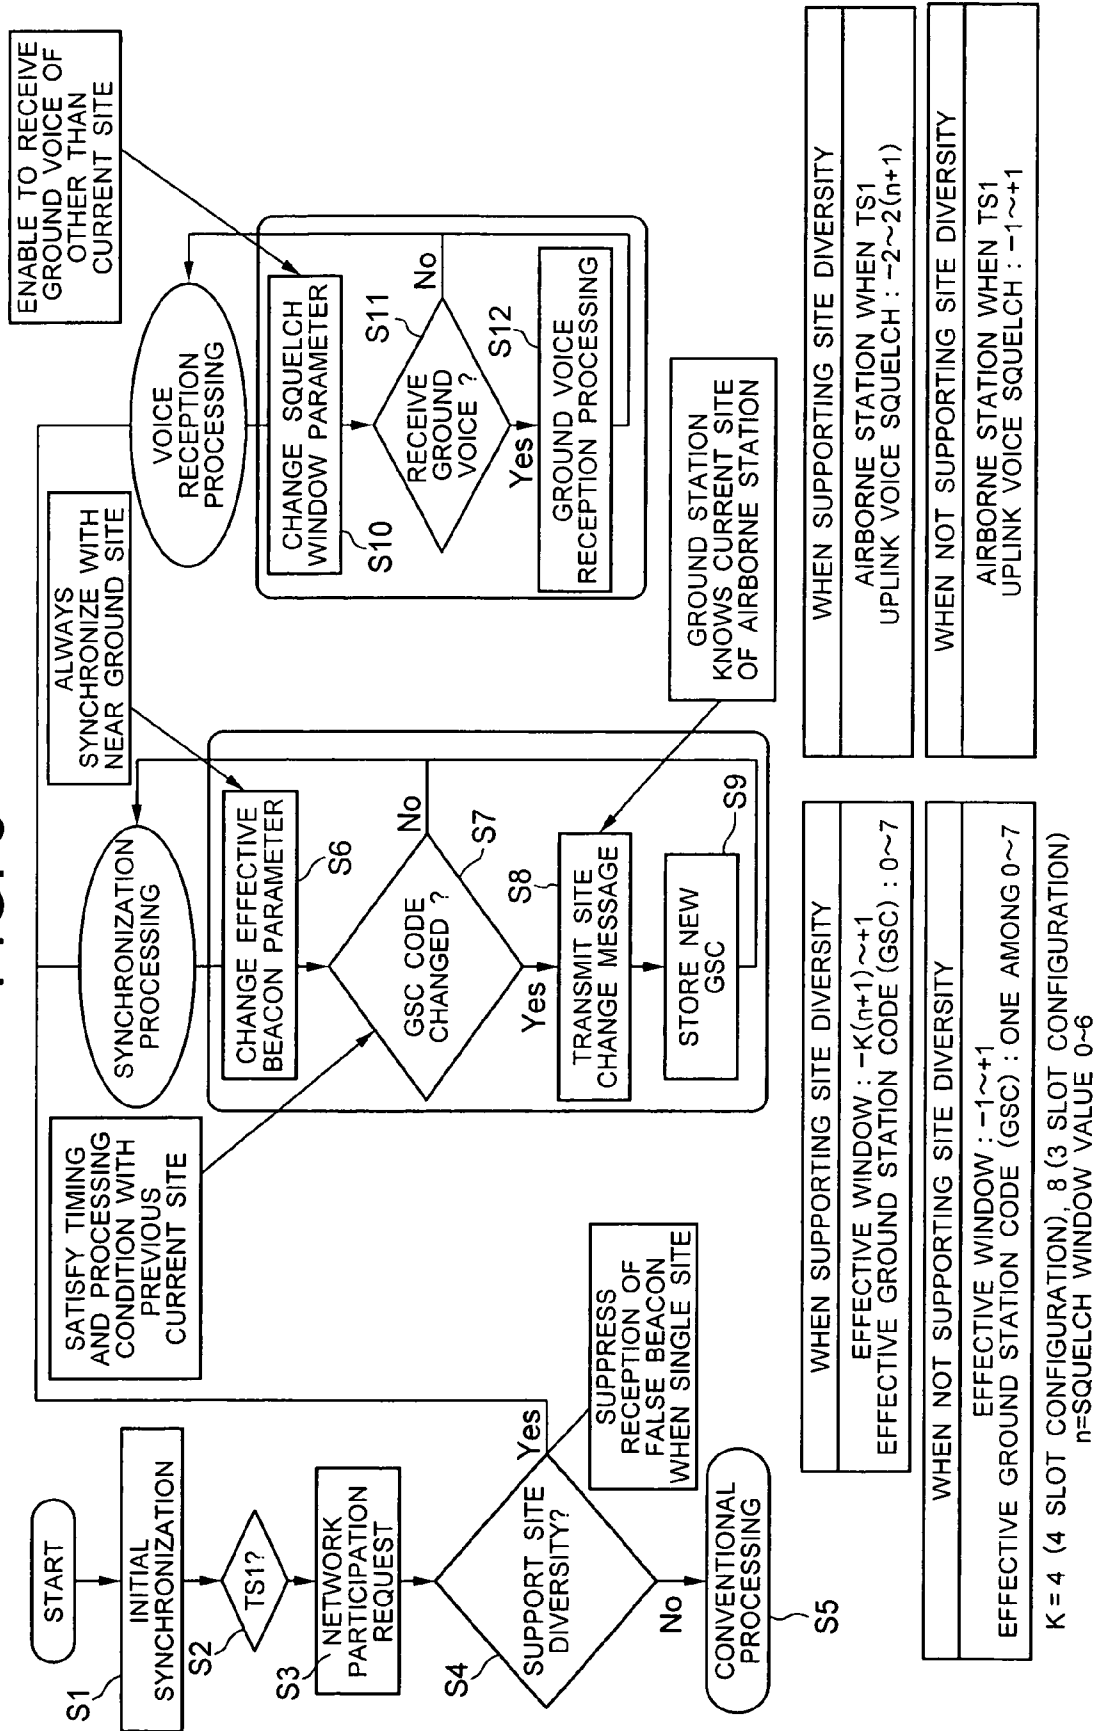 START
INITIAL
SYNCHRONIZATION
S1
TS1?
S2
NETWORK
PARTICIPATION
REQUEST
S3
SUPPORT SITE
DIVERSITY?
S4
Yes
No
CONVENTIONAL
PROCESSING
S5
SUPPRESS
RECEPTION OF
FALSE BEACON
WHEN SINGLE SITE
SATISFY TIMING
AND PROCESSING
CONDITION WITH
PREVIOUS
CURRENT SITE
SYNCHRONIZATION
PROCESSING
ALWAYS
SYNCHRONIZE WITH
NEAR GROUND SITE
CHANGE EFFECTIVE
BEACON PARAMETER
S6
GSC CODE
CHANGED ?
S7
No
Yes
TRANSMIT SITE
CHANGE MESSAGE
S8
STORE NEW
GSC
S9
GROUND STATION
KNOWS CURRENT SITE
OF AIRBORNE STATION
VOICE
RECEPTION
PROCESSING
ENABLE TO RECEIVE
GROUND VOICE OF
OTHER THAN
CURRENT SITE
CHANGE SQUELCH
WINDOW PARAMETER
S10
RECEIVE
GROUND
VOICE ?
S11
No
Yes
GROUND VOICE
RECEPTION PROCESSING
S12
WHEN SUPPORTING SITE DIVERSITY
EFFECTIVE WINDOW : −K(n+1)~+1
EFFECTIVE GROUND STATION CODE (GSC) : 0~7
WHEN NOT SUPPORTING SITE DIVERSITY
EFFECTIVE WINDOW : −1~+1
EFFECTIVE GROUND STATION CODE (GSC) : ONE AMONG 0~7
K = 4 (4 SLOT CONFIGURATION), 8 (3 SLOT CONFIGURATION)
n=SQUELCH WINDOW VALUE 0~6
WHEN SUPPORTING SITE DIVERSITY
AIRBORNE STATION WHEN TS1
UPLINK VOICE SQUELCH : −2~2(n+1)
WHEN NOT SUPPORTING SITE DIVERSITY
AIRBORNE STATION WHEN TS1
UPLINK VOICE SQUELCH : −1~+1